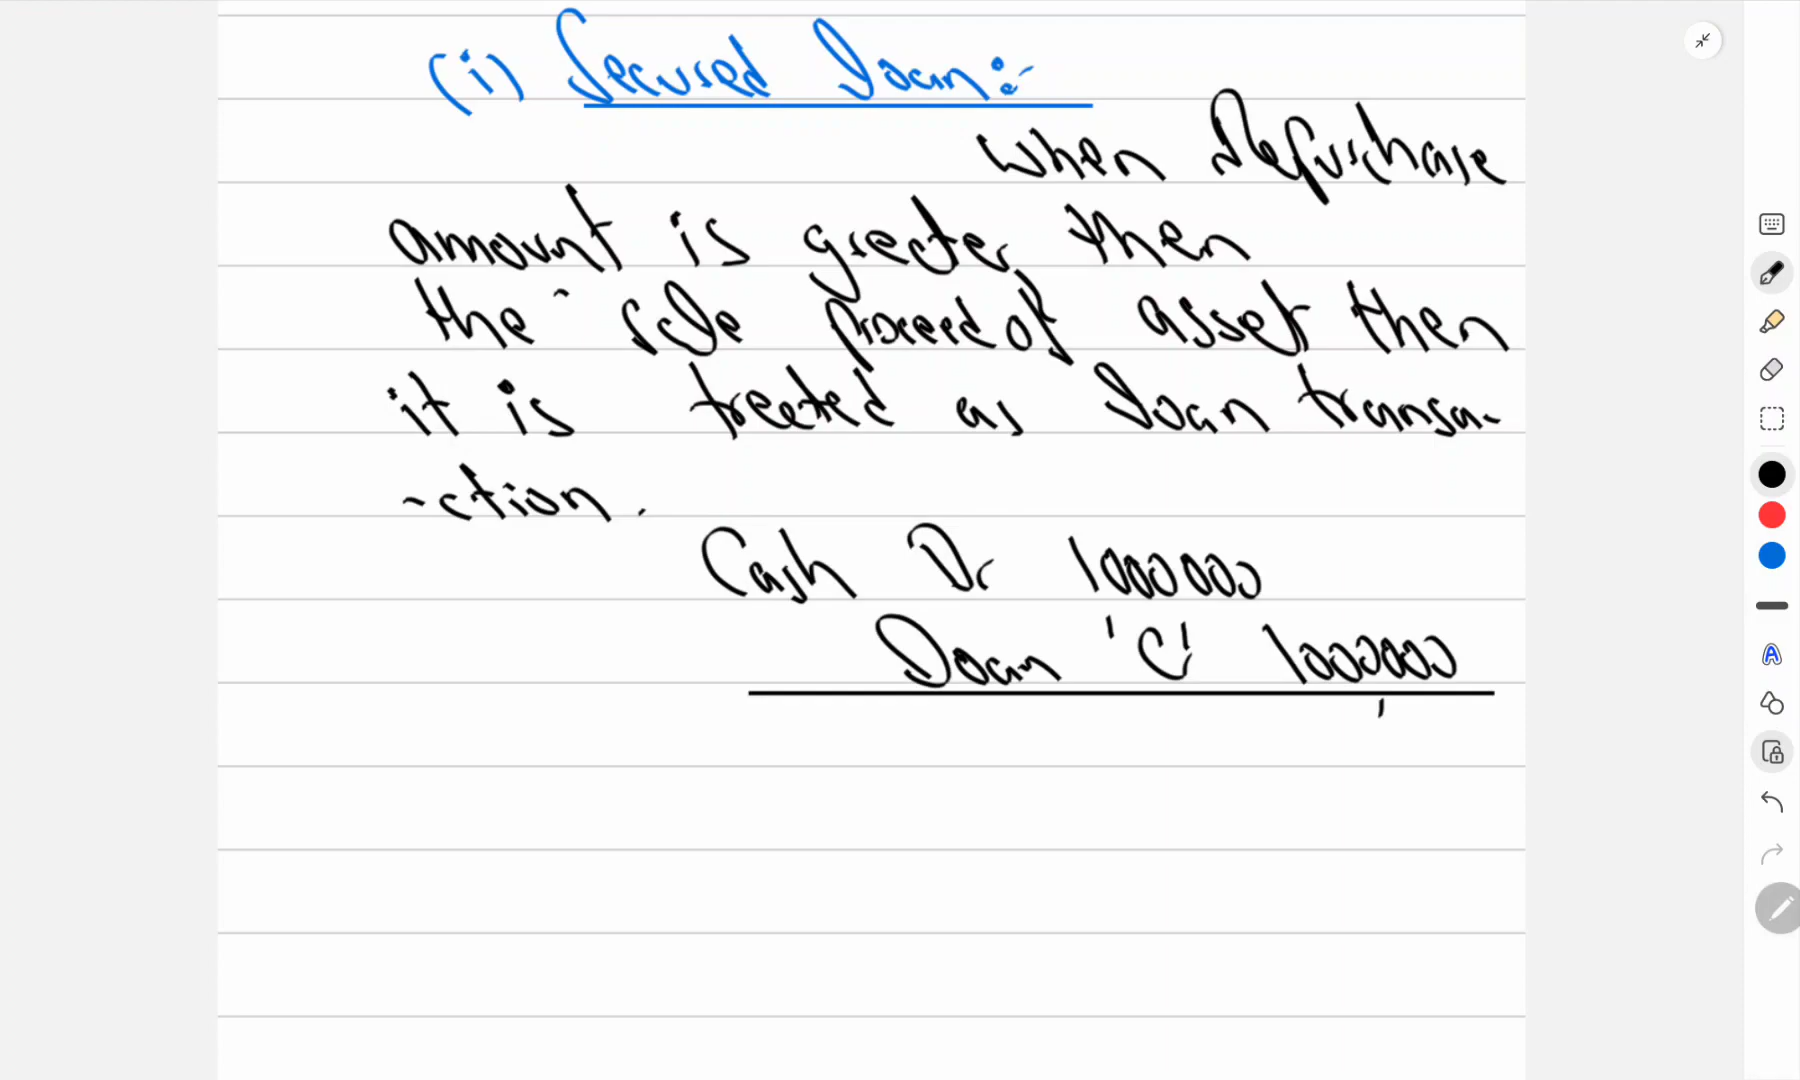 (i) Secured Loan:-
when Repurchase
amount is greater then
the sale proceed of asset then
it is treated as loan transa-
-ction.
Cash Dr 1000000
Loan 'Cr' 1000000